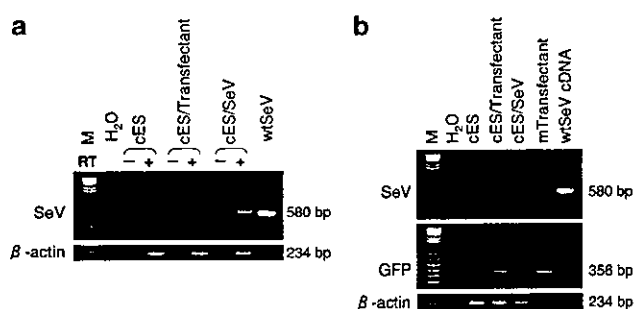 a
M
H₂O
cES
cES/Transfectant
cES/SeV
wtSeV
RT − + − + − +
SeV 580 bp
β-actin 234 bp
b
M
H₂O
cES
cES/Transfectant
cES/SeV
mTransfectant
wtSeV cDNA
SeV 580 bp
GFP 356 bp
β-actin 234 bp